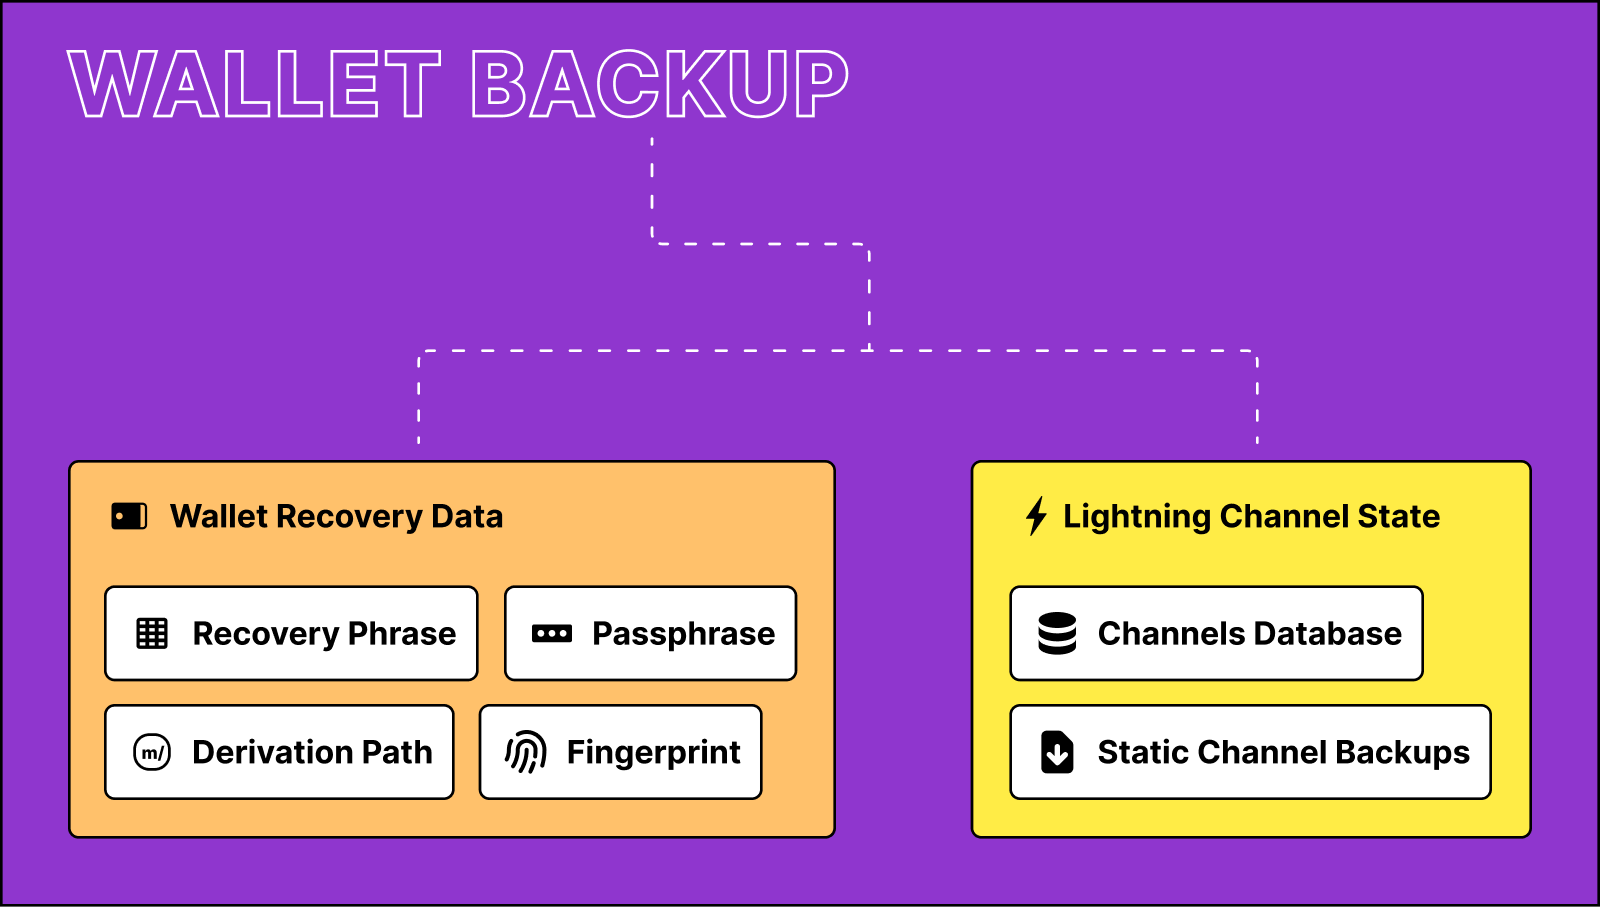 WALLET BACKUP
Wallet Recovery Data
Recovery Phrase
Passphrase
m/ Derivation Path
Fingerprint
Lightning Channel State
Channels Database
Static Channel Backups